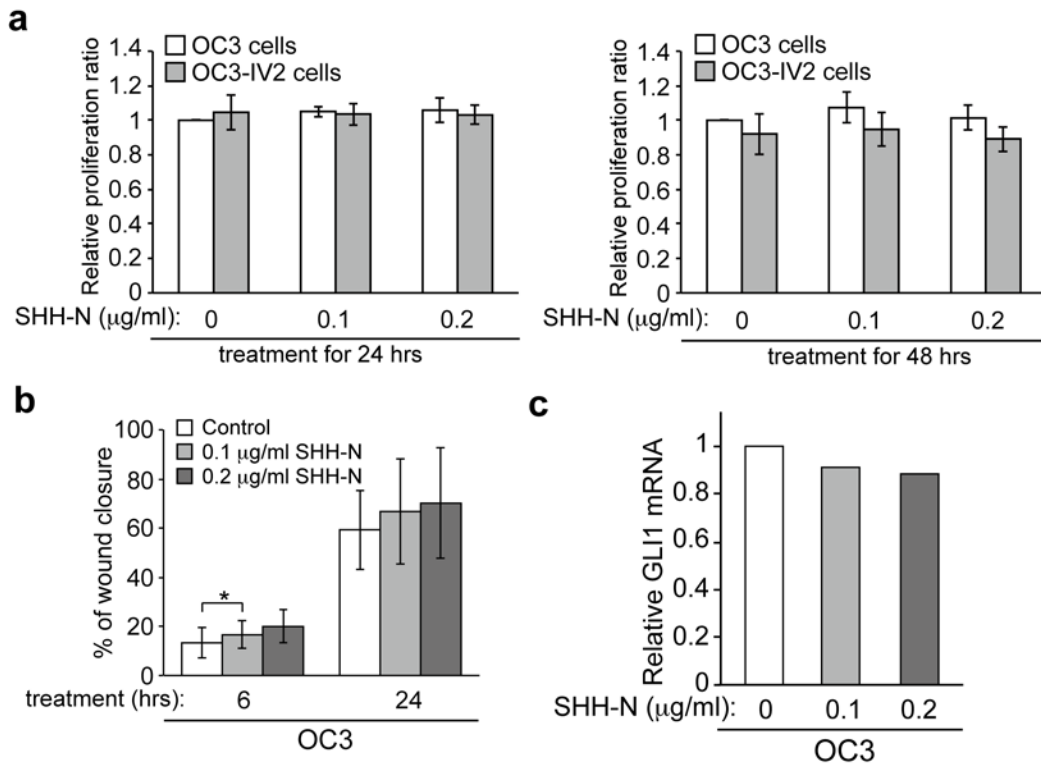 a
Relative proliferation ratio
1.4
1.2
1
0.8
0.6
0.4
0.2
0
OC3 cells
OC3-IV2 cells
SHH-N (μg/ml): 0 0.1 0.2
treatment for 24 hrs
Relative proliferation ratio
1.4
1.2
1
0.8
0.6
0.4
0.2
0
OC3 cells
OC3-IV2 cells
0 0.1 0.2
treatment for 48 hrs
b
% of wound closure
100
80
60
40
20
0
Control
0.1 μg/ml SHH-N
0.2 μg/ml SHH-N
*
treatment (hrs): 6 24
OC3
c
Relative GLI1 mRNA
1
0.8
0.6
0.4
0.2
0
SHH-N (μg/ml): 0 0.1 0.2
OC3